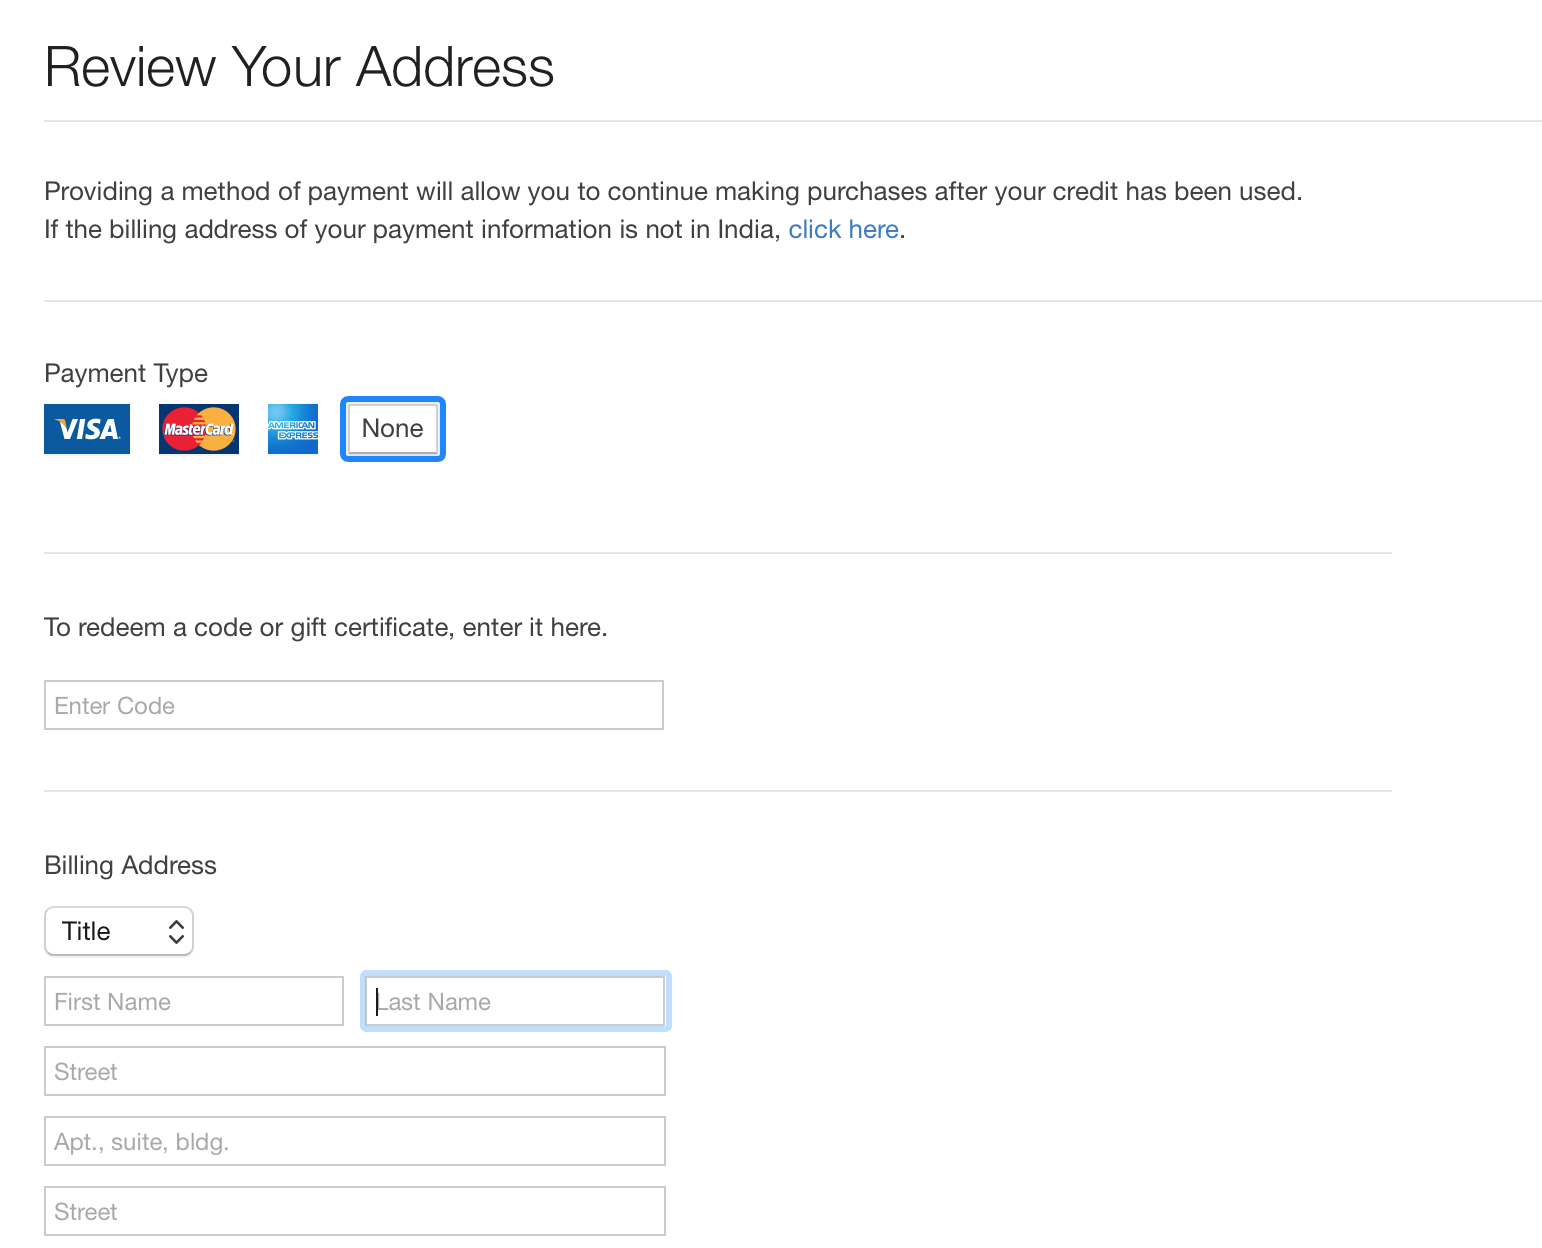 Review Your Address
Providing a method of payment will allow you to continue making purchases after your credit has been used.
If the billing address of your payment information is not in India, click here.
Payment Type
VISA MasterCard AMERICAN EXPRESS None
To redeem a code or gift certificate, enter it here.
Enter Code
Billing Address
Title
First Name Last Name
Street
Apt., suite, bldg.
Street